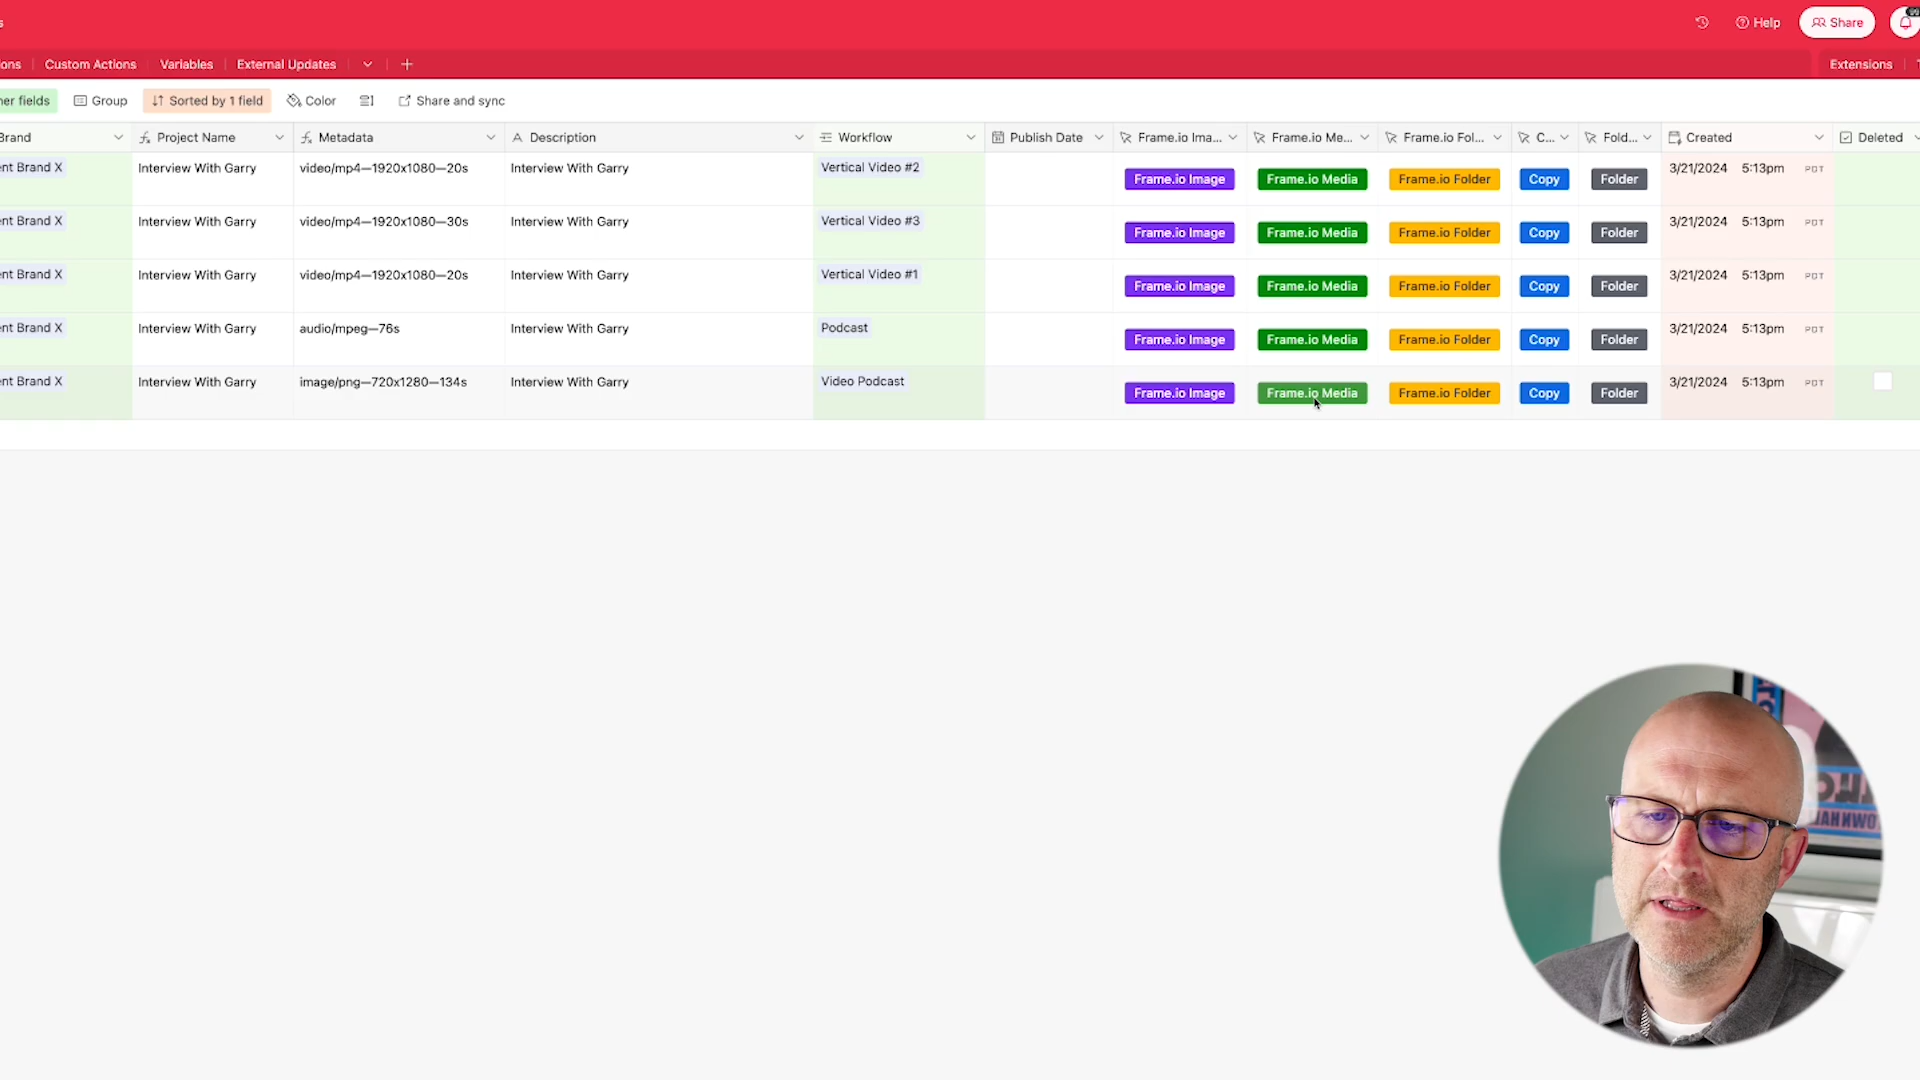 s
Help
Share
99
ons
Custom Actions
Variables
External Updates
Extensions
her fields
Group
Sorted by 1 field
Color
Share and sync
Brand
Project Name
Metadata
Description
Workflow
Publish Date
Frame.io Ima...
Frame.io Me...
Frame.io Fol...
C...
Fold...
Created
Deleted
ent Brand X
Interview With Garry
video/mp4—1920x1080—20s
Interview With Garry
Vertical Video #2
Frame.io Image
Frame.io Media
Frame.io Folder
Copy
Folder
3/21/2024 5:13pm PDT
ent Brand X
Interview With Garry
video/mp4—1920x1080—30s
Interview With Garry
Vertical Video #3
Frame.io Image
Frame.io Media
Frame.io Folder
Copy
Folder
3/21/2024 5:13pm PDT
ent Brand X
Interview With Garry
video/mp4—1920x1080—20s
Interview With Garry
Vertical Video #1
Frame.io Image
Frame.io Media
Frame.io Folder
Copy
Folder
3/21/2024 5:13pm PDT
ent Brand X
Interview With Garry
audio/mpeg—76s
Interview With Garry
Podcast
Frame.io Image
Frame.io Media
Frame.io Folder
Copy
Folder
3/21/2024 5:13pm PDT
ent Brand X
Interview With Garry
image/png—720x1280—134s
Interview With Garry
Video Podcast
Frame.io Image
Frame.io Media
Frame.io Folder
Copy
Folder
3/21/2024 5:13pm PDT